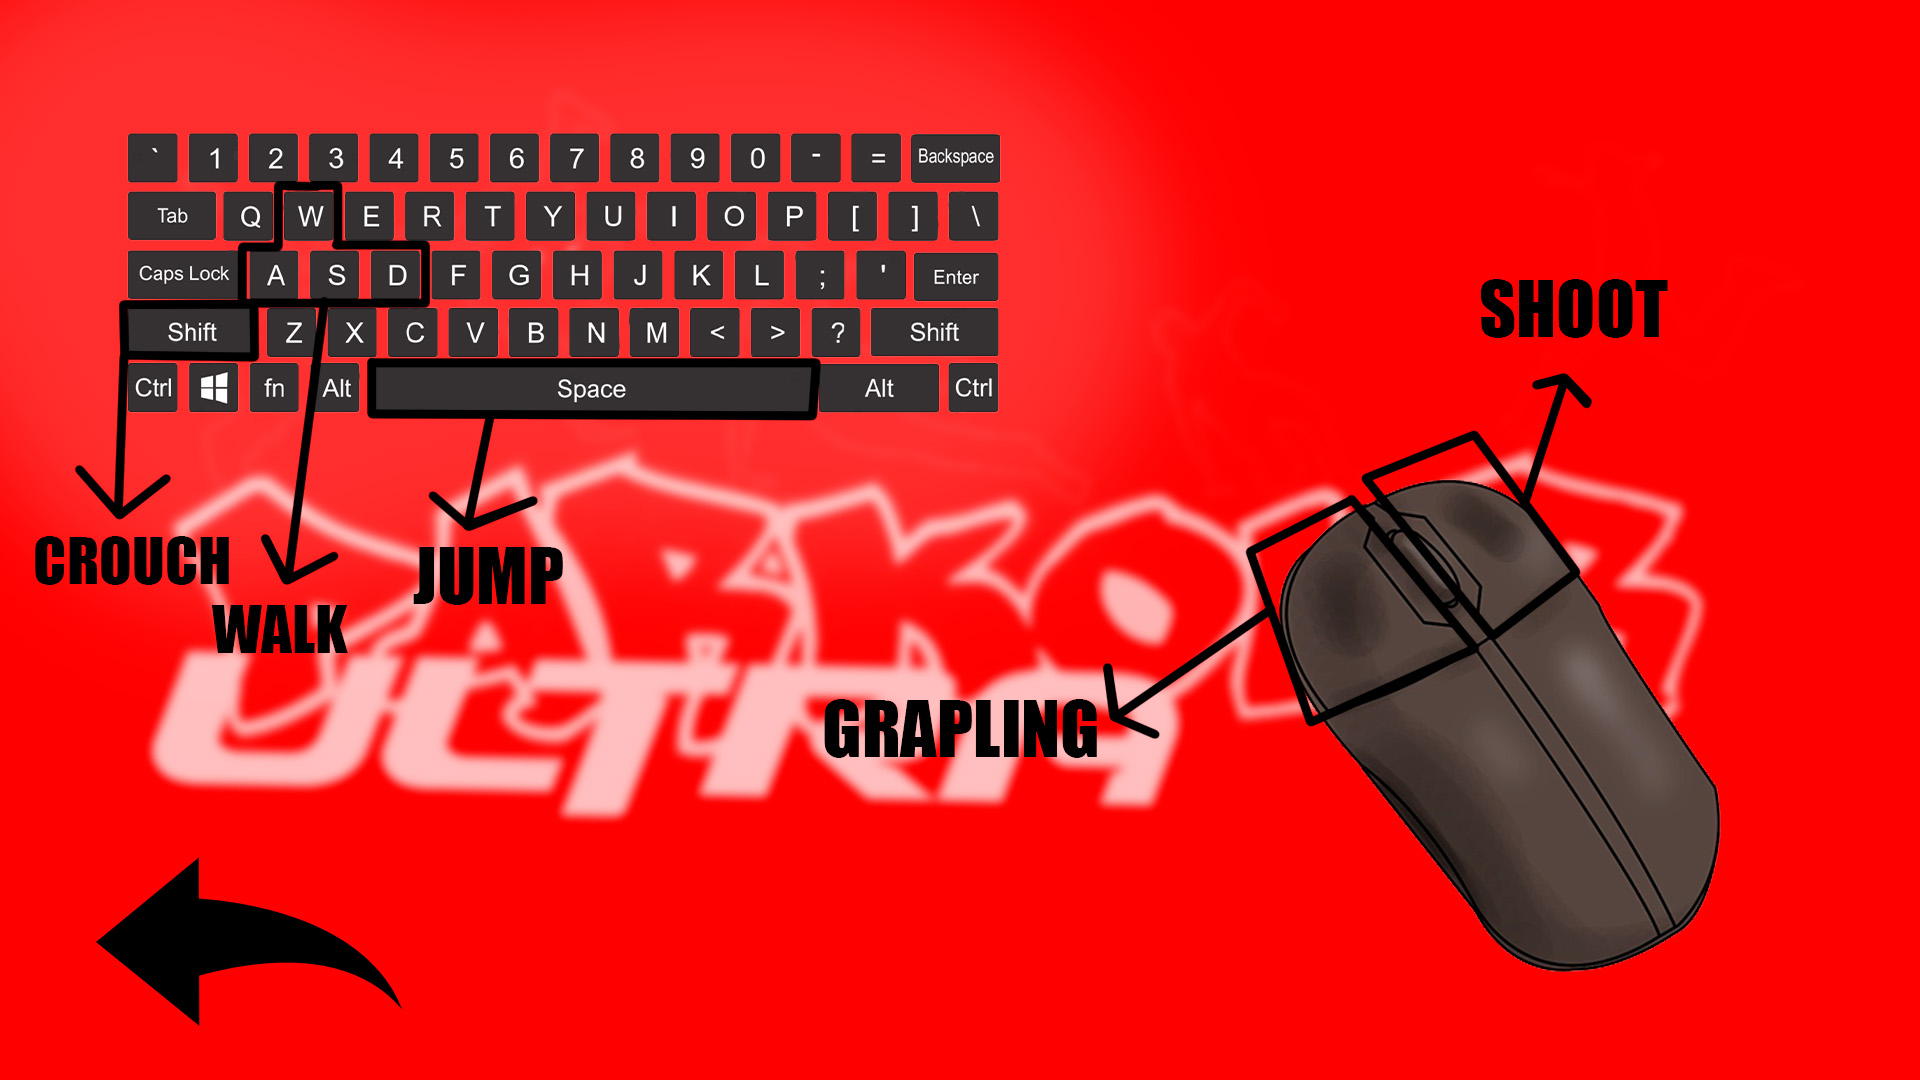 ` 1 2 3 4 5 6 7 8 9 0 - = Backspace
Tab Q W E R T Y U I O P [ ] \
Caps Lock A S D F G H J K L ; ' Enter
Shift Z X C V B N M < > ? Shift
Ctrl fn Alt Space Alt Ctrl
SHOOT
CROUCH
WALK
JUMP
GRAPLING
ULTRA